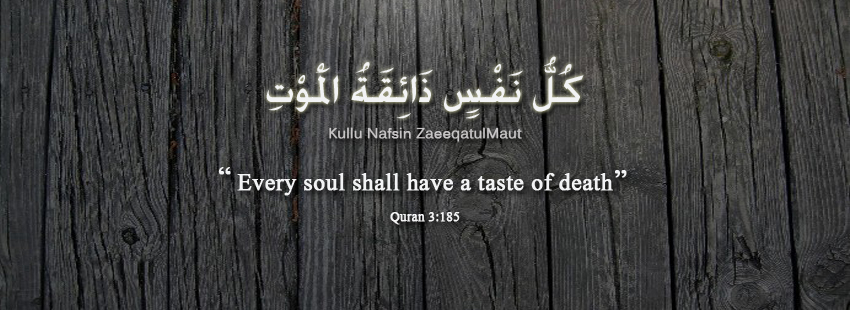 كُلُّ نَفْسٍ ذَائِقَةُ الْمَوْتِ
Kullu Nafsin ZaeeqatulMaut
“Every soul shall have a taste of death”
Quran 3:185